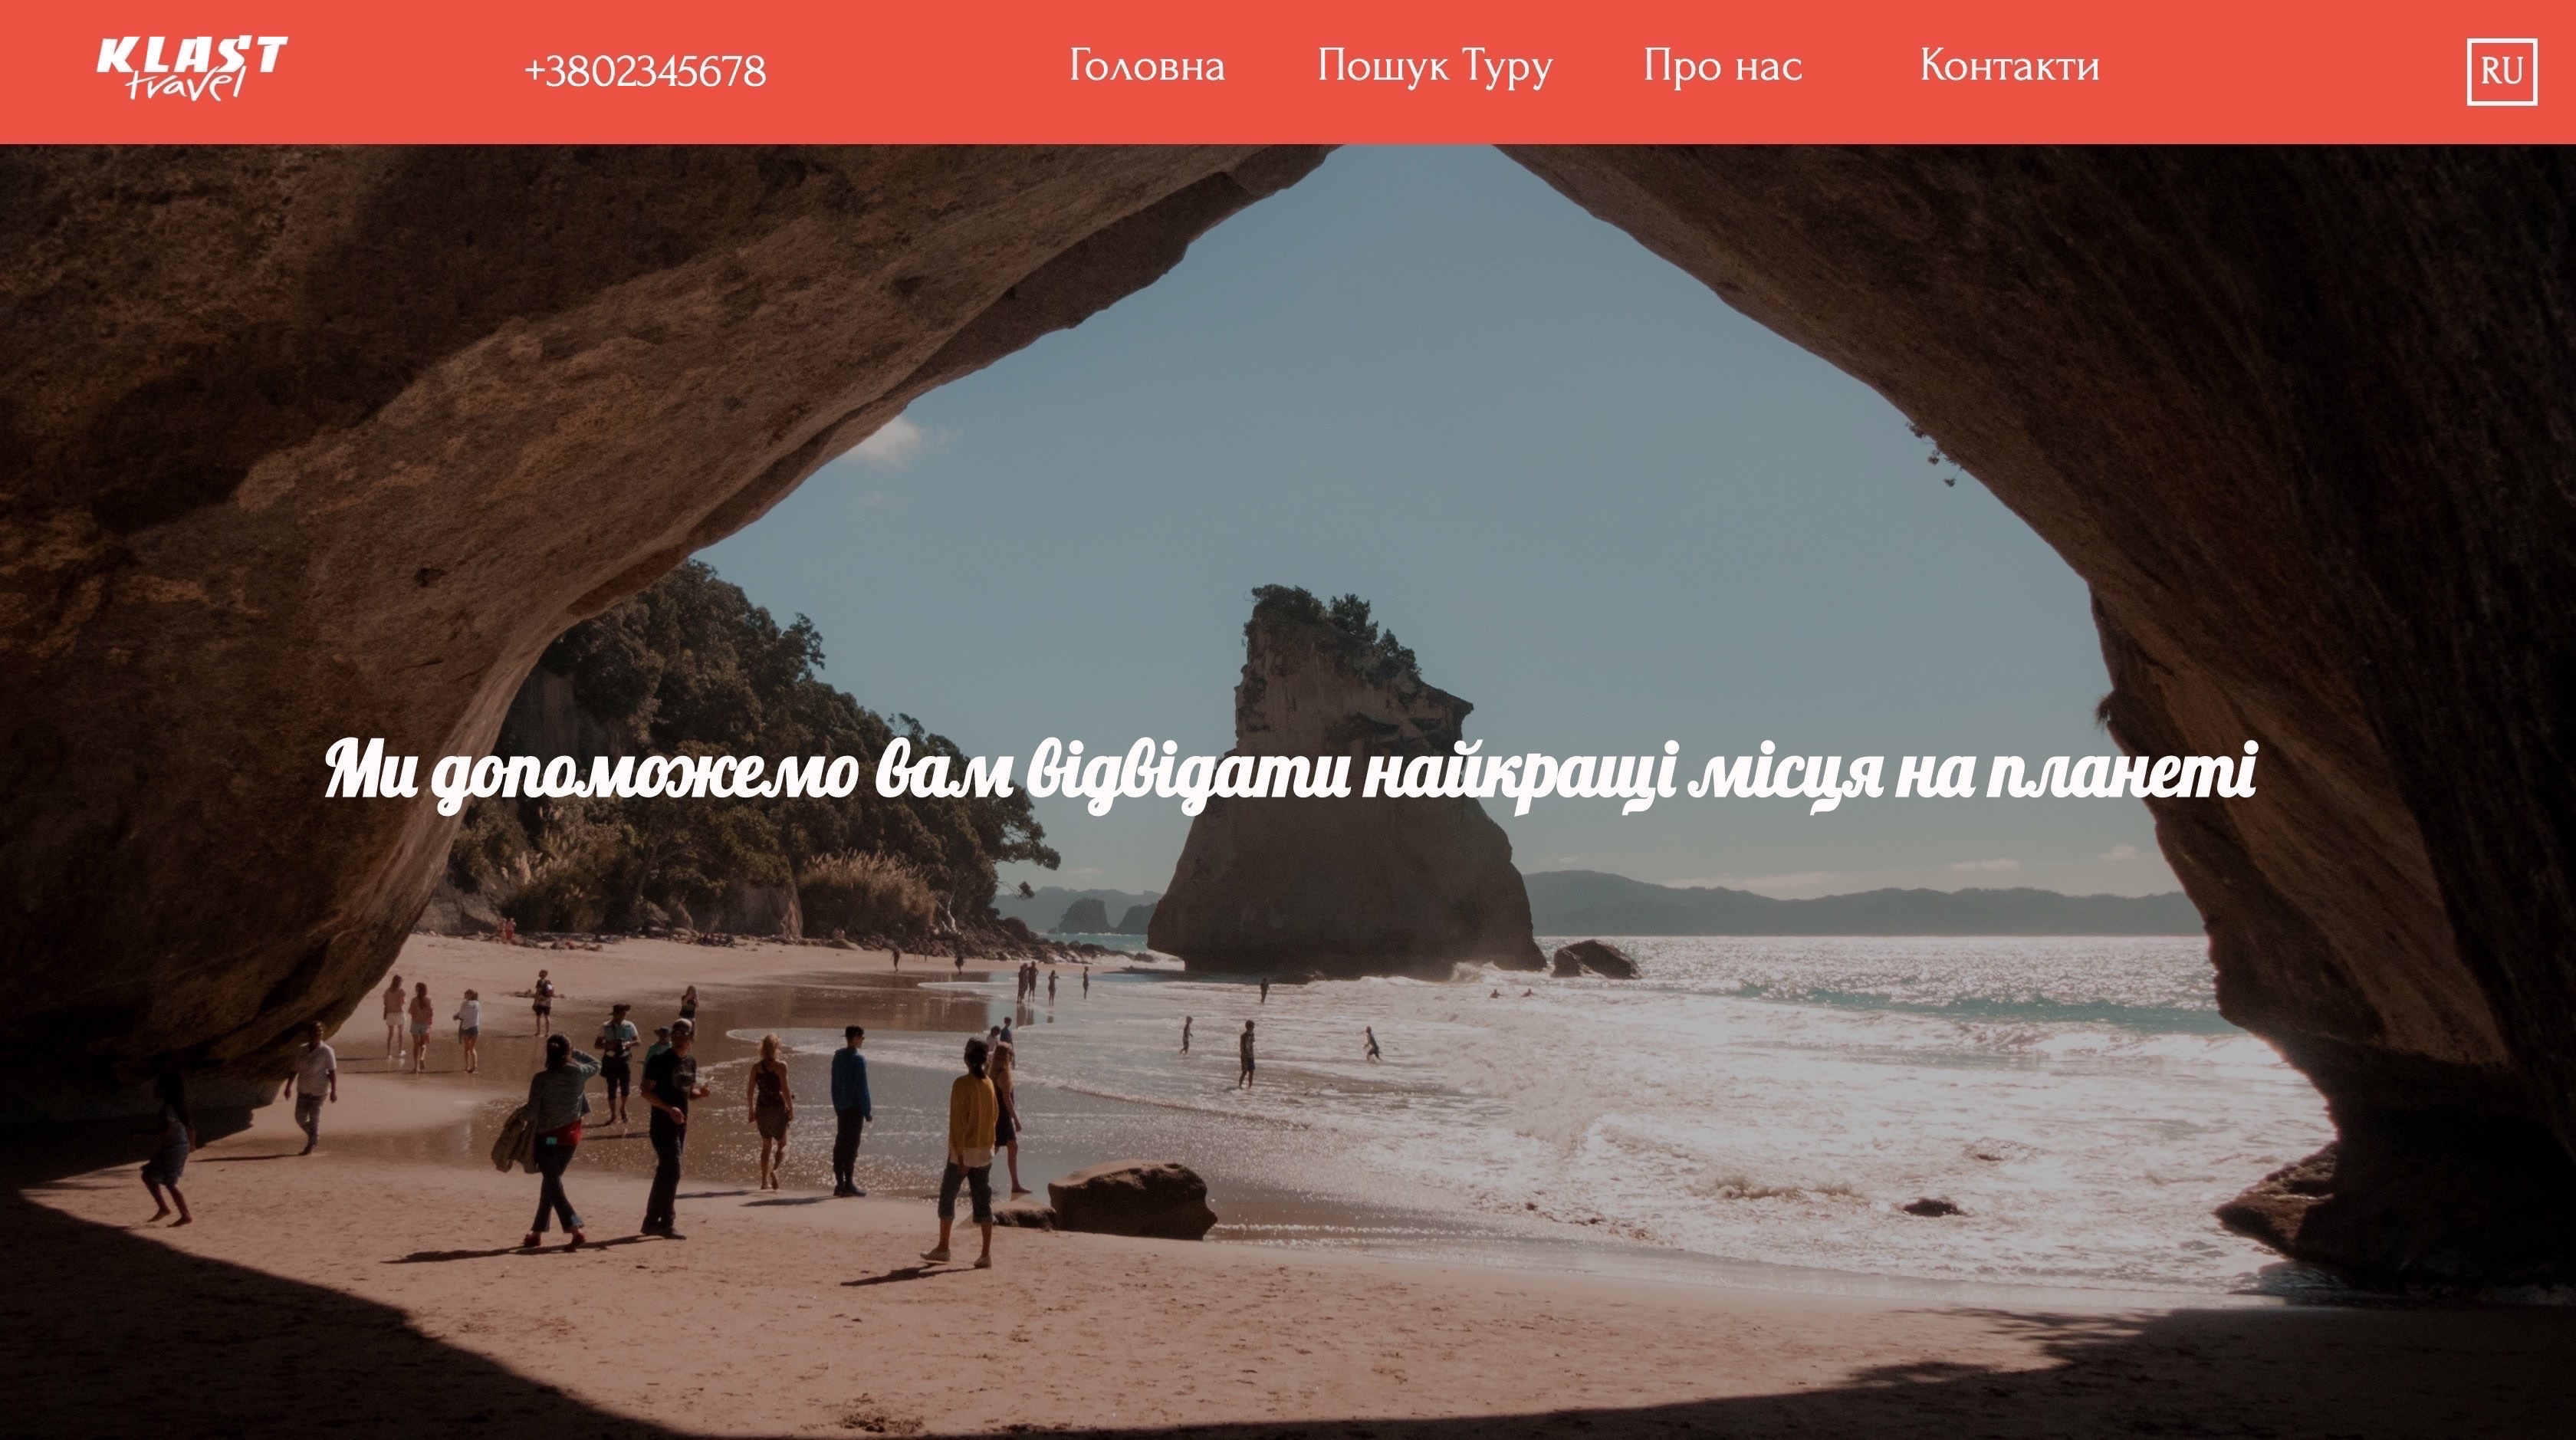 KLAST
travel
+3802345678
Головна
Пошук Туру
Про нас
Контакти
RU
Ми допоможемо вам відвідати найкращі місця на планеті